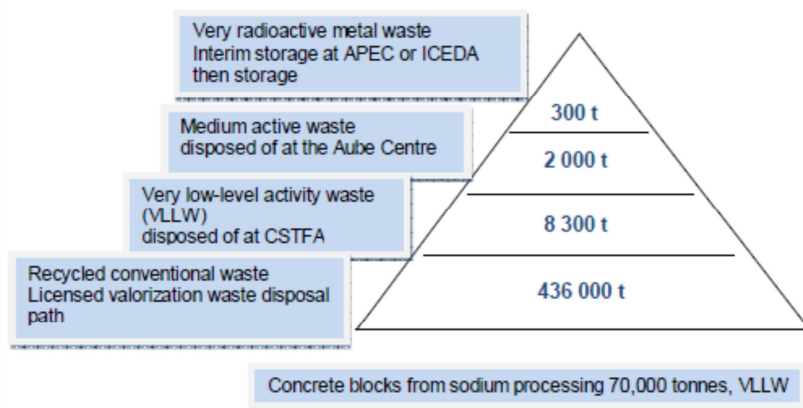 Very radioactive metal waste
Interim storage at APEC or ICEDA
then storage
300 t
Medium active waste
disposed of at the Aube Centre
2 000 t
Very low-level activity waste
(VLLW)
disposed of at CSTFA
8 300 t
Recycled conventional waste
Licensed valorization waste disposal
path
436 000 t
Concrete blocks from sodium processing 70,000 tonnes, VLLW